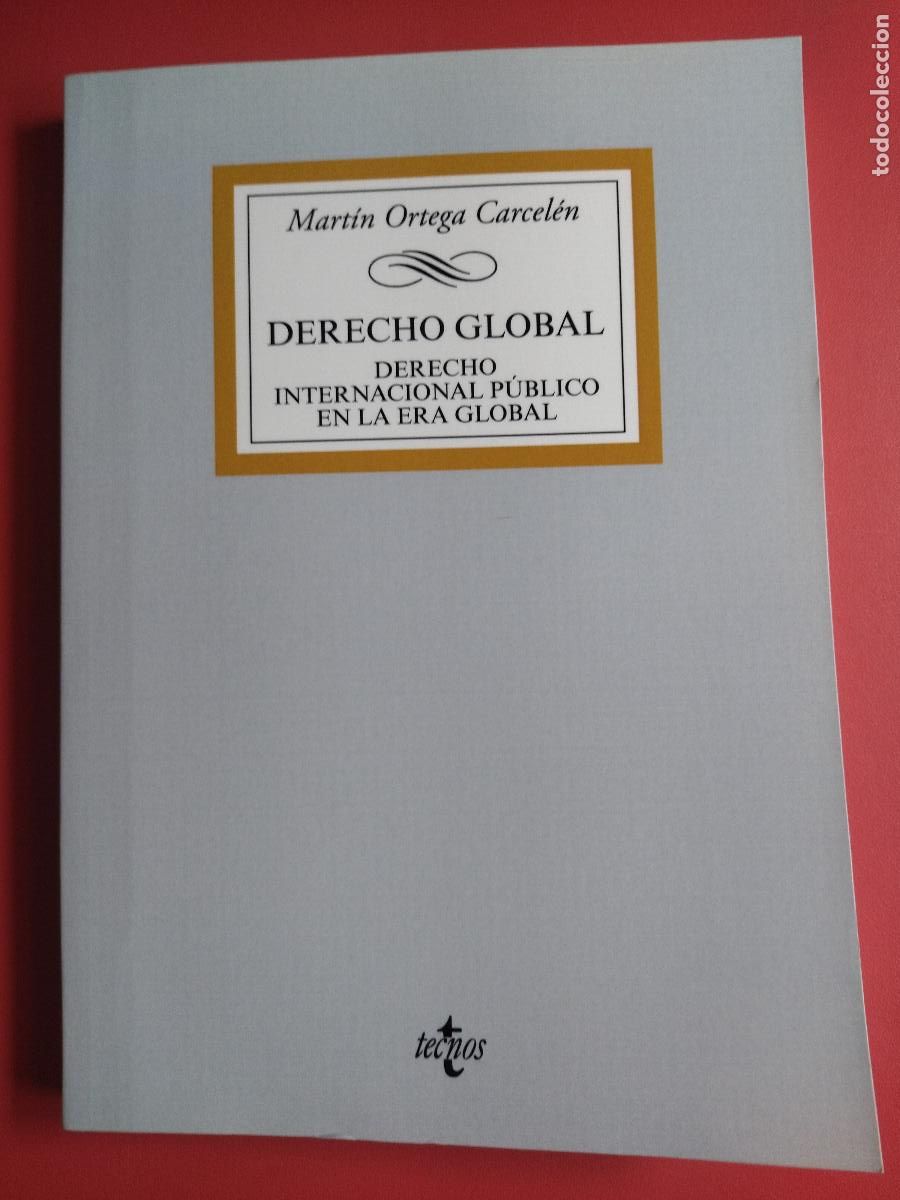 Martín Ortega Carcelén
DERECHO GLOBAL
DERECHO
INTERNACIONAL PÚBLICO
EN LA ERA GLOBAL
tecnos
todocoleccion